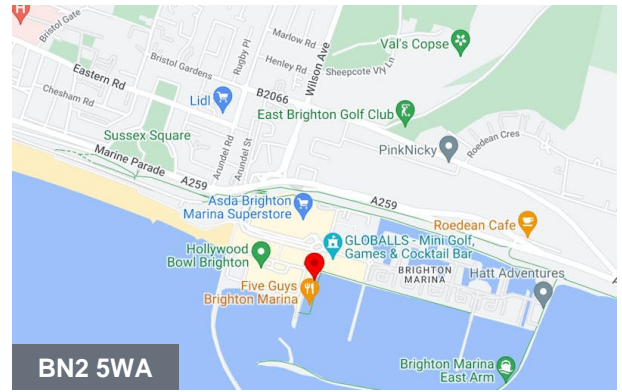 H
Bristol Gate
Bristol Gardens
Rugby Pl
Marlow Rd
Henley Rd
Wilson Ave
Sheepcote Vly Ln
Val's Copse
Eastern Rd
B2066
Chesham Rd
Lidl
East Brighton Golf Club
Roedean Cres
PinkNicky
Sussex Square
Arundel Rd
Arundel St
Marine Parade
A259
A259
Asda Brighton
Marina Superstore
Roedean Cafe
Hollywood
Bowl Brighton
GLOBALLS - Mini Golf,
Games & Cocktail Bar
BRIGHTON
MARINA
Hatt Adventures
Five Guys
Brighton Marina
Brighton Marina
East Arm
BN2 5WA